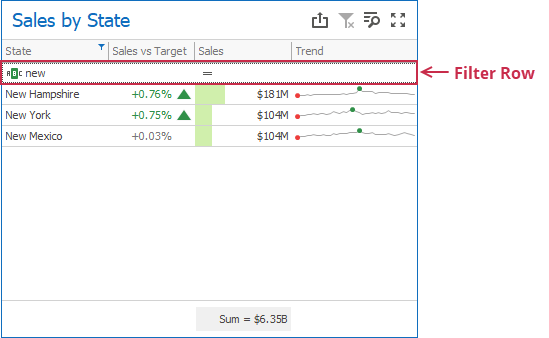 Sales by State
State Sales vs Target Sales Trend
ABC new =
Filter Row
New Hampshire +0.76% $181M
New York +0.75% $104M
New Mexico +0.03% $104M
Sum = $6.35B